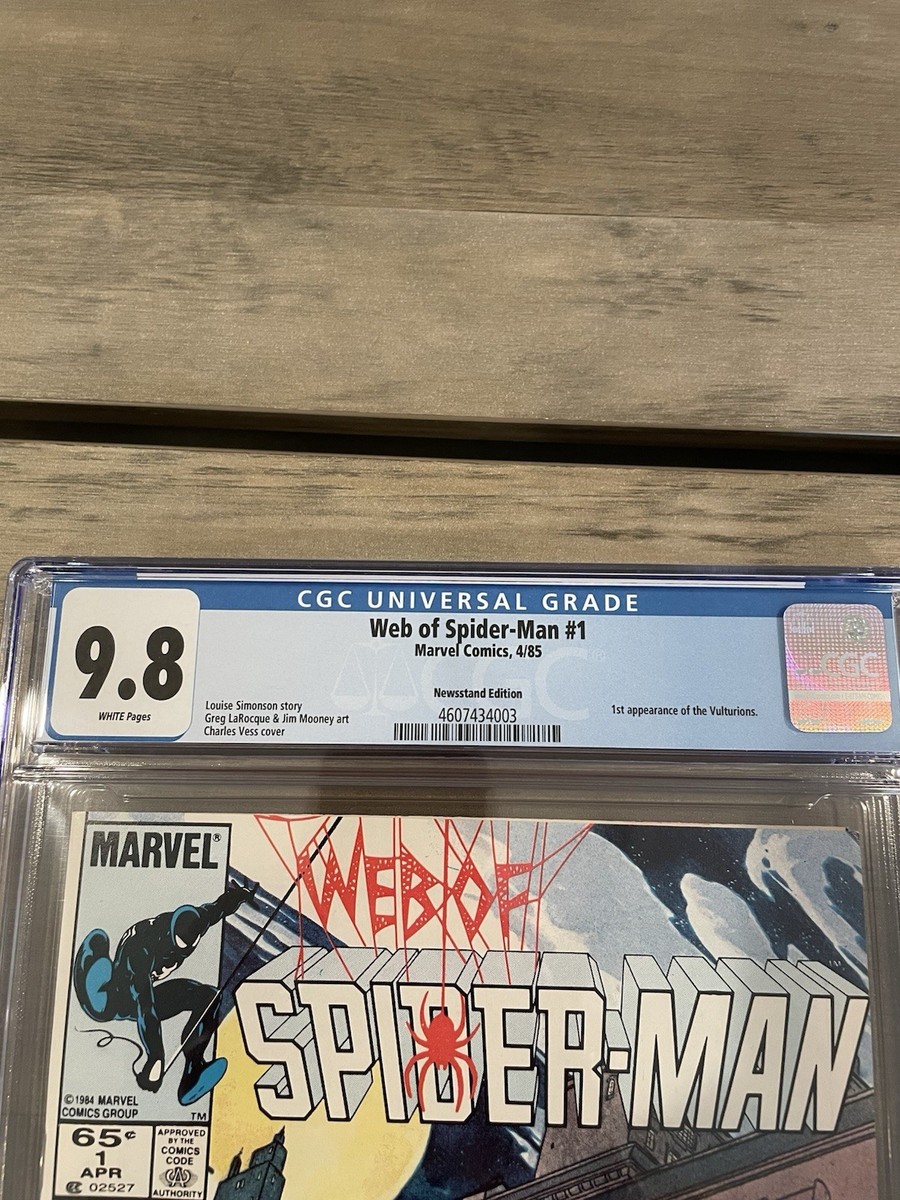 CGC UNIVERSAL GRADE
9.8
WHITE Pages
Web of Spider-Man #1
Marvel Comics, 4/85
Newsstand Edition
4607434003
Louise Simonson story
Greg LaRocque & Jim Mooney art
Charles Vess cover
1st appearance of the Vulturions.
CGC
CGC
MARVEL®
WEB OF
SPIDER-MAN
©1984 MARVEL
COMICS GROUP
TM
65¢
1
APR
02527
APPROVED
BY THE
COMICS
CODE
AUTHORITY